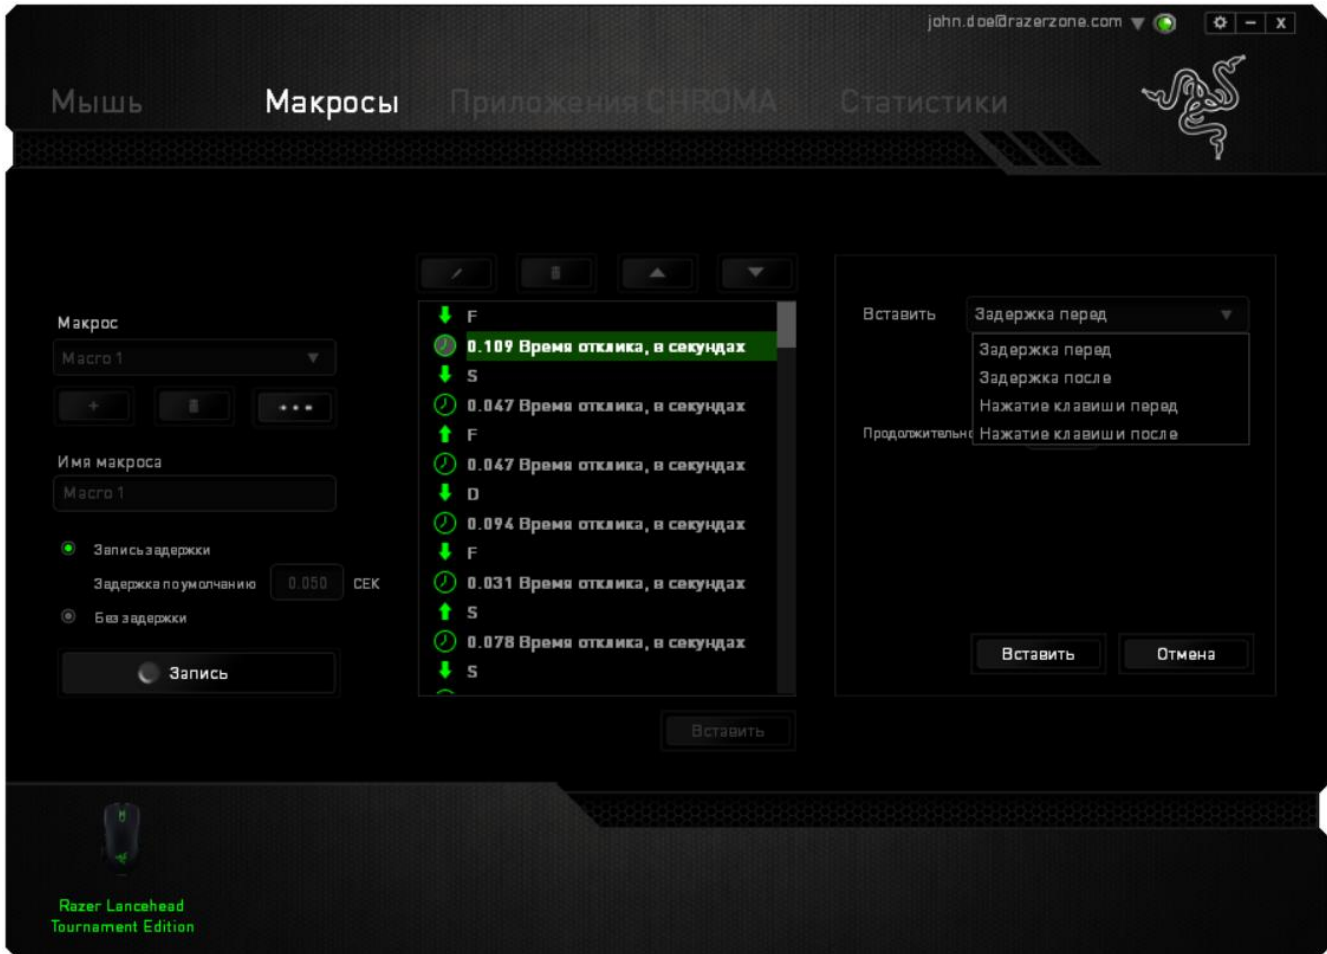 john.doe@razerzone.com
Мышь Макросы Приложения CHROMA Статистики
Макрос
Macro 1
Имя макроса
Macro 1
Запись задержки
Задержка по умолчанию 0.050 СЕК
Без задержки
Запись
F
0.109 Время отклика, в секундах
S
0.047 Время отклика, в секундах
F
0.047 Время отклика, в секундах
D
0.094 Время отклика, в секундах
F
0.031 Время отклика, в секундах
S
0.078 Время отклика, в секундах
S
Вставить
Вставить Задержка перед
Задержка перед
Задержка после
Нажатие клавиши перед
Продолжительно Нажатие клавиши после
Вставить Отмена
Razer Lancehead
Tournament Edition